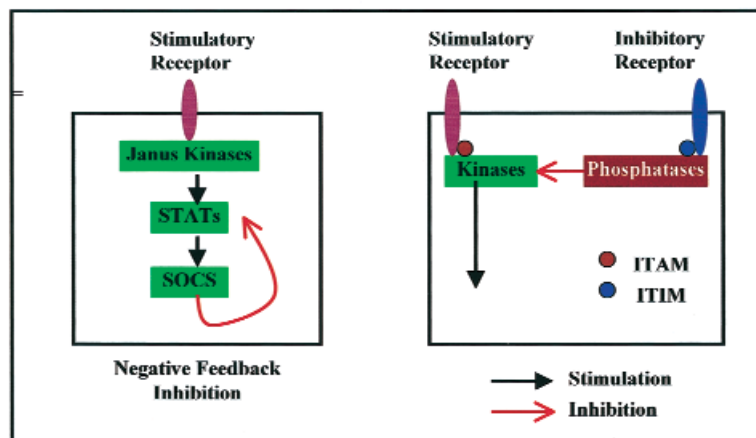 Stimulatory
Receptor
Janus Kinases
STATs
SOCS
Negative Feedback
Inhibition
Stimulatory
Receptor
Inhibitory
Receptor
Kinases
Phosphatases
ITAM
ITIM
Stimulation
Inhibition